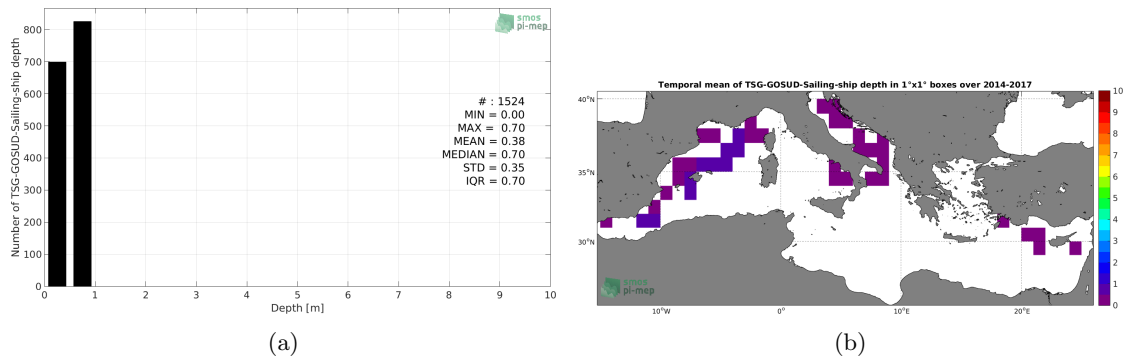 smos
pi-mep
# : 1524
MIN = 0.00
MAX = 0.70
MEAN = 0.38
MEDIAN = 0.70
STD = 0.35
IQR = 0.70
Number of TSG-GOSUD-Sailing-ship depth
800
700
600
500
400
300
200
100
0
0 1 2 3 4 5 6 7 8 9 10
Depth [m]
(a)
Temporal mean of TSG-GOSUD-Sailing-ship depth in 1°x1° boxes over 2014-2017
40°N
35°N
30°N
10°W 0° 10°E 20°E
smos
pi-mep
10
9
8
7
6
5
4
3
2
1
0
(b)